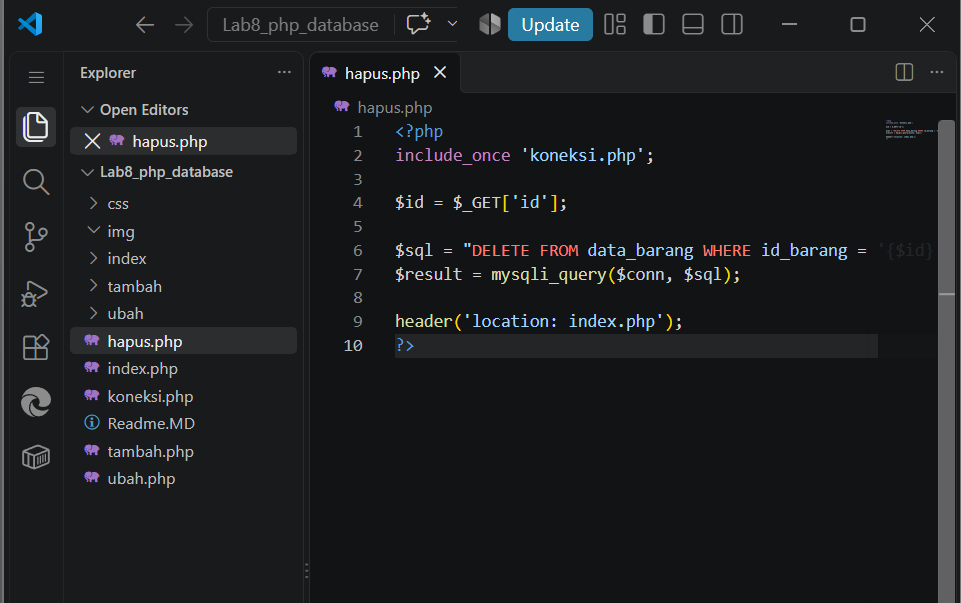 Lab8_php_database
Update
Explorer
Open Editors
hapus.php
Lab8_php_database
css
img
index
tambah
ubah
hapus.php
index.php
koneksi.php
Readme.MD
tambah.php
ubah.php
hapus.php
hapus.php
1 <?php
2 include_once 'koneksi.php';
3
4 $id = $_GET['id'];
5
6 $sql = "DELETE FROM data_barang WHERE id_barang = '{$id}
7 $result = mysqli_query($conn, $sql);
8
9 header('location: index.php');
10 ?>